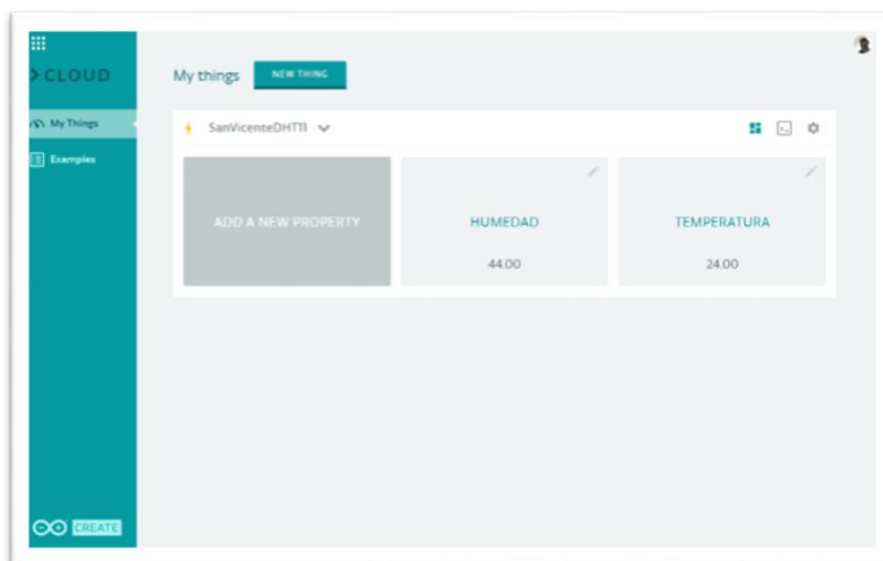 > CLOUD
My things
NEW THING
My Things
Examples
SanVicenteDHT11
ADD A NEW PROPERTY
HUMEDAD
44.00
TEMPERATURA
24.00
CREATE